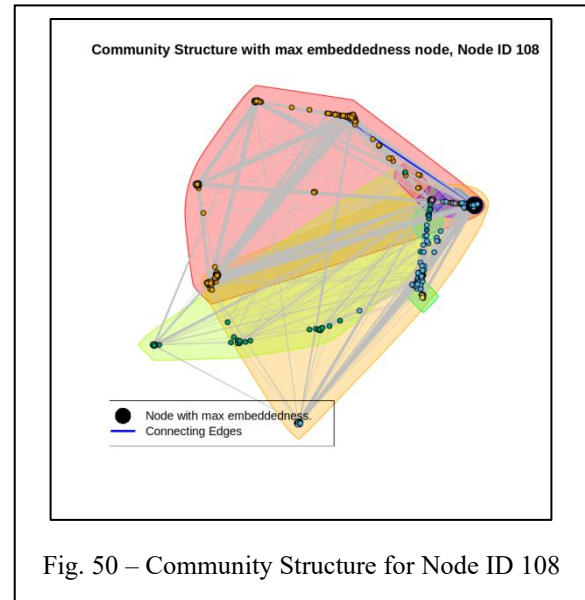 Community Structure with max embeddedness node, Node ID 108
Node with max embeddedness.
Connecting Edges
Fig. 50 – Community Structure for Node ID 108